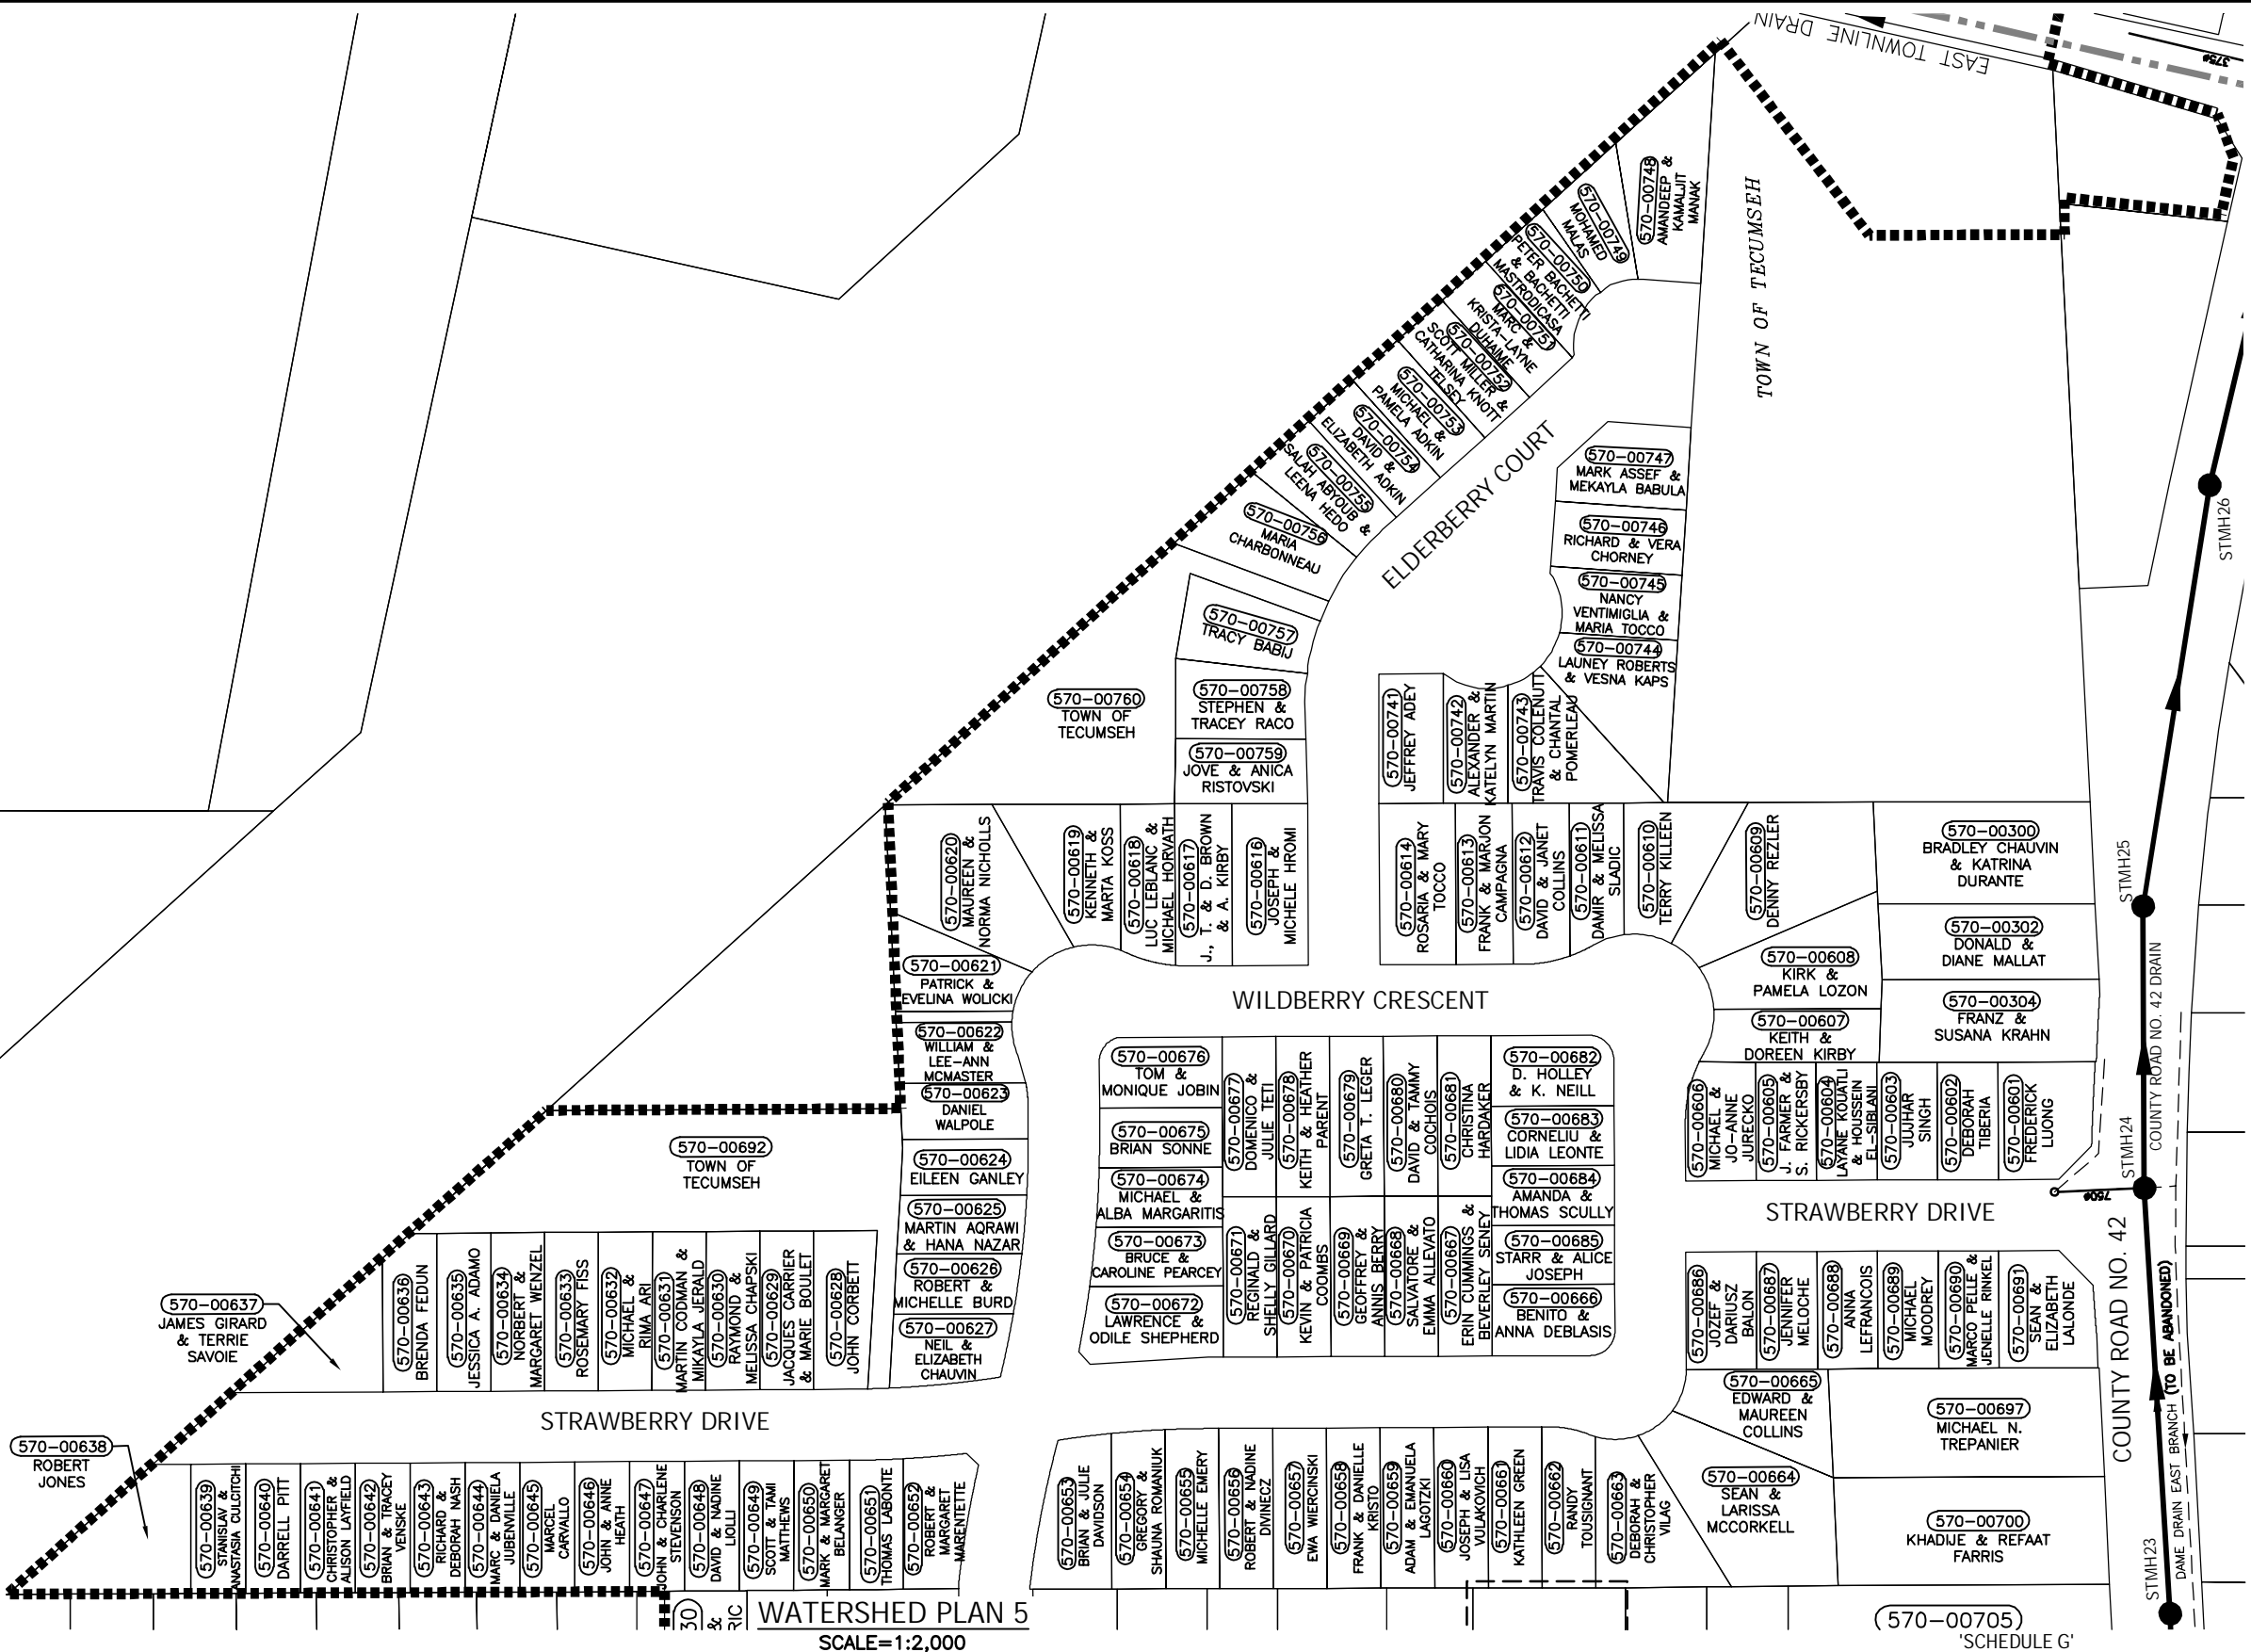 EAST TOWNLINE DRAIN
375ø
TOWN OF TECUMSEH
570-00748
AMANDEEP &
KAMALJIT
MANAK
570-00749
MOHAMED
MALAS
570-00750
PETER BACHETTI
& BACHETTI
MASTRODICASA
570-00751
MARC &
KRISTA-LAYNE
DUHAIME
570-00752
SCOTT MILLER &
CATHARINA KNOTT
TELSEY
570-00753
MICHAEL &
PAMELA ADKIN
570-00754
DAVID &
ELIZABETH ADKIN
570-00755
SALAH ABYOUB &
LEENA HEDO
570-00756
MARIA
CHARBONNEAU
ELDERBERRY COURT
570-00747
MARK ASSEF &
MEKAYLA BABULA
570-00746
RICHARD & VERA
CHORNEY
570-00745
NANCY
VENTIMIGLIA &
MARIA TOCCO
570-00744
LAUNEY ROBERTS
& VESNA KAPS
STMH26
570-00757
TRACY BABIJ
570-00758
STEPHEN &
TRACEY RACO
570-00759
JOVE & ANICA
RISTOVSKI
570-00760
TOWN OF
TECUMSEH
570-00741
JEFFREY ADEY
570-00742
ALEXANDER &
KATELYN MARTIN
570-00743
TRAVIS COLENUTT
& CHANTAL
POMERLEAU
570-00620
MAUREEN &
NORMA NICHOLLS
570-00619
KENNETH &
MARTA KOSS
570-00618
LUC LEBLANC &
MICHAEL HORVATH
570-00617
J., T. & D. BROWN
& A. KIRBY
570-00616
JOSEPH &
MICHELE HROMI
570-00614
ROSARIA & MARY
TOCCO
570-00613
FRANK & MARJON
CAMPAGNA
570-00612
DAVID & JANET
COLLINS
570-00611
DAMIR & MELISSA
SLADIC
570-00610
TERRY KILLEEN
570-00609
DENNY REZLER
570-00300
BRADLEY CHAUVIN
& KATRINA
DURANTE
570-00302
DONALD &
DIANE MALLAT
570-00304
FRANZ &
SUSANA KRAHN
STMH25
COUNTY ROAD NO. 42 DRAIN
570-00621
PATRICK &
EVELINA WOLICKI
570-00622
WILLIAM &
LEE-ANN
MCMASTER
570-00623
DANIEL
WALPOLE
570-00624
EILEEN GANLEY
570-00625
MARTIN AQRAWI
& HANA NAZAR
570-00626
ROBERT &
MICHELLE BURD
570-00627
NEIL &
ELIZABETH
CHAUVIN
WILDBERRY CRESCENT
570-00608
KIRK &
PAMELA LOZON
570-00607
KEITH &
DOREEN KIRBY
570-00676
TOM &
MONIQUE JOBIN
570-00675
BRIAN SONNE
570-00674
MICHAEL &
ALBA MARGARITIS
570-00673
BRUCE &
CAROLINE PEARCEY
570-00672
LAWRENCE &
ODILE SHEPHERD
570-00677
DOMENICO &
JULIE TETI
570-00678
KEITH & HEATHER
PARENT
570-00679
GRETA T. LEGER
570-00680
DAVID & TAMMY
COCHOIS
570-00681
CHRISTINA
HARDAKER
570-00682
D. HOLLEY
& K. NEILL
570-00683
CORNELIU &
LIDIA LEONTE
570-00684
AMANDA &
THOMAS SCULLY
570-00685
STARR & ALICE
JOSEPH
570-00666
BENITO &
ANNA DEBLASIS
570-00671
REGINALD &
SHELLY GILLARD
570-00670
KEVIN & PATRICIA
COOMBS
570-00669
GEOFFREY &
ANNIS BERRY
570-00668
SALVATORE &
EMMA ALLEVATO
570-00667
ERIN CUMMINGS &
BEVERLEY SENEY
570-00606
MICHAEL &
JO-ANNE
JURECKO
570-00605
J. FARMER &
S. RICKERSBY
570-00604
LAYANE KOUATLI
& HOUSSEIN
EL-SIBLANI
570-00603
JUJHAR
SINGH
570-00602
DEBORAH
TIBERIA
570-00601
FREDERICK
LUONG
STMH24
750ø
STRAWBERRY DRIVE
570-00686
JOZEF &
DARIUSZ
BALON
570-00687
JENNIFER
MELOCHE
570-00688
ANNA
LEFRANCOIS
570-00689
MICHAEL
MOODREY
570-00690
MARCO PELLE &
JENELLE RINKEL
570-00691
SEAN &
ELIZABETH
LALONDE
COUNTY ROAD NO. 42
DAME DRAIN EAST BRANCH (TO BE ABANDONED)
570-00692
TOWN OF
TECUMSEH
570-00637
JAMES GIRARD
& TERRIE
SAVOIE
570-00636
BRENDA FEDUN
570-00635
JESSICA A. ADAMO
570-00634
NORBERT &
MARGARET WENZEL
570-00633
ROSEMARY FISS
570-00632
MICHAEL &
RIMA ARI
570-00631
MARTIN CODMAN &
MIKAYLA JERALD
570-00630
RAYMOND &
MELISSA CHAPSKI
570-00629
JACQUES CARRIER
& MARIE BOULET
570-00628
JOHN CORBETT
STRAWBERRY DRIVE
570-00665
EDWARD &
MAUREEN
COLLINS
570-00697
MICHAEL N.
TREPANIER
570-00664
SEAN &
LARISSA
MCCORKELL
570-00700
KHADIJE & REFAAT
FARRIS
570-00638
ROBERT
JONES
570-00639
STANISLAV &
ANASTASIA CULCITCHI
570-00640
DARRELL PITT
570-00641
CHRISTOPHER &
ALISON LAYFIELD
570-00642
BRIAN & TRACEY
VENSKE
570-00643
RICHARD &
DEBORAH NASH
570-00644
MARC & DANIELA
JUBENVILLE
570-00645
MARCEL
CARVALLO
570-00646
JOHN & ANNE
HEATH
570-00647
JOHN & CHARLENE
STEVENSON
570-00648
DAVID & NADINE
LIOLLI
570-00649
SCOTT & TAMI
MATTHEWS
570-00650
MARK & MARGARET
BELANGER
570-00651
THOMAS LABONTE
570-00652
ROBERT &
MARGARET
MARENTETTE
570-00653
BRIAN & JULIE
DAVIDSON
570-00654
GREGORY &
SHAUNA ROMANIUK
570-00655
MICHELLE EMERY
570-00656
ROBERT & NADINE
DIVINECZ
570-00657
EWA WIERCINSKI
570-00658
FRANK & DANIELLE
KRISTO
570-00659
ADAM & EMANUELA
LAGOTZKI
570-00660
JOSEPH & LISA
VULAKOVICH
570-00661
KATHLEEN GREEN
570-00662
RANDY
TOUSIGNANT
570-00663
DEBORAH &
CHRISTOPHER
VILAG
STMH23
30
&
RIC
WATERSHED PLAN 5
SCALE=1:2,000
570-00705
'SCHEDULE G'